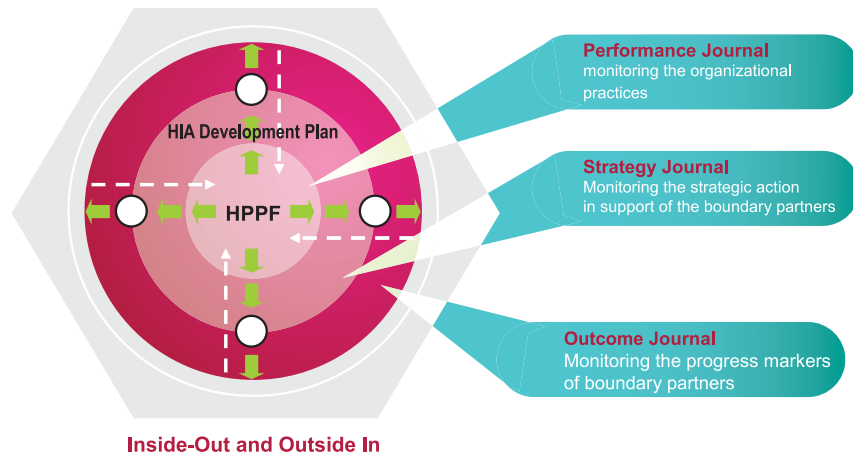 Performance Journal
monitoring the organizational
practices
HIA Development Plan
Strategy Journal
Monitoring the strategic action
in support of the boundary partners
HPPF
Outcome Journal
Monitoring the progress markers
of boundary partners
Inside-Out and Outside In